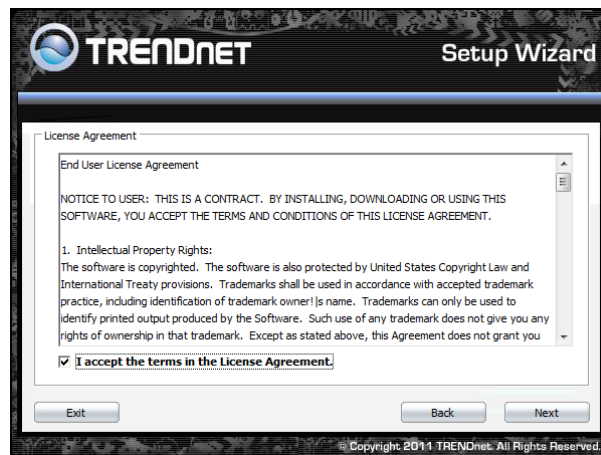 TRENDNET
Setup Wizard
License Agreement
End User License Agreement
NOTICE TO USER: THIS IS A CONTRACT. BY INSTALLING, DOWNLOADING OR USING THIS
SOFTWARE, YOU ACCEPT THE TERMS AND CONDITIONS OF THIS LICENSE AGREEMENT.
1. Intellectual Property Rights:
The software is copyrighted. The software is also protected by United States Copyright Law and
International Treaty provisions. Trademarks shall be used in accordance with accepted trademark
practice, including identification of trademark owner!|s name. Trademarks can only be used to
identify printed output produced by the Software. Such use of any trademark does not give you any
rights of ownership in that trademark. Except as stated above, this Agreement does not grant you
I accept the terms in the License Agreement.
Exit
Back
Next
© Copyright 2011 TRENDnet. All Rights Reserved.